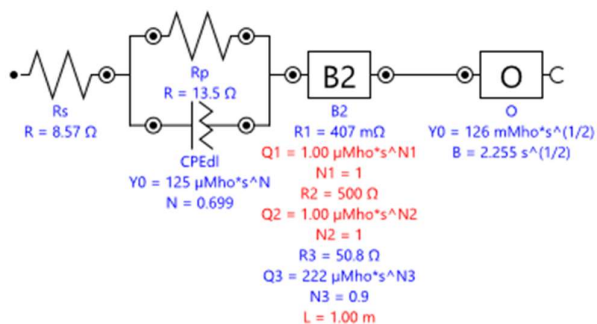 B2
O
Rs
R = 8.57 Ω
Rp
R = 13.5 Ω
CPEdl
Y0 = 125 μMho*s^N
N = 0.699
B2
R1 = 407 mΩ
Q1 = 1.00 μMho*s^N1
N1 = 1
R2 = 500 Ω
Q2 = 1.00 μMho*s^N2
N2 = 1
R3 = 50.8 Ω
Q3 = 222 μMho*s^N3
N3 = 0.9
L = 1.00 m
O
Y0 = 126 mMho*s^(1/2)
B = 2.255 s^(1/2)